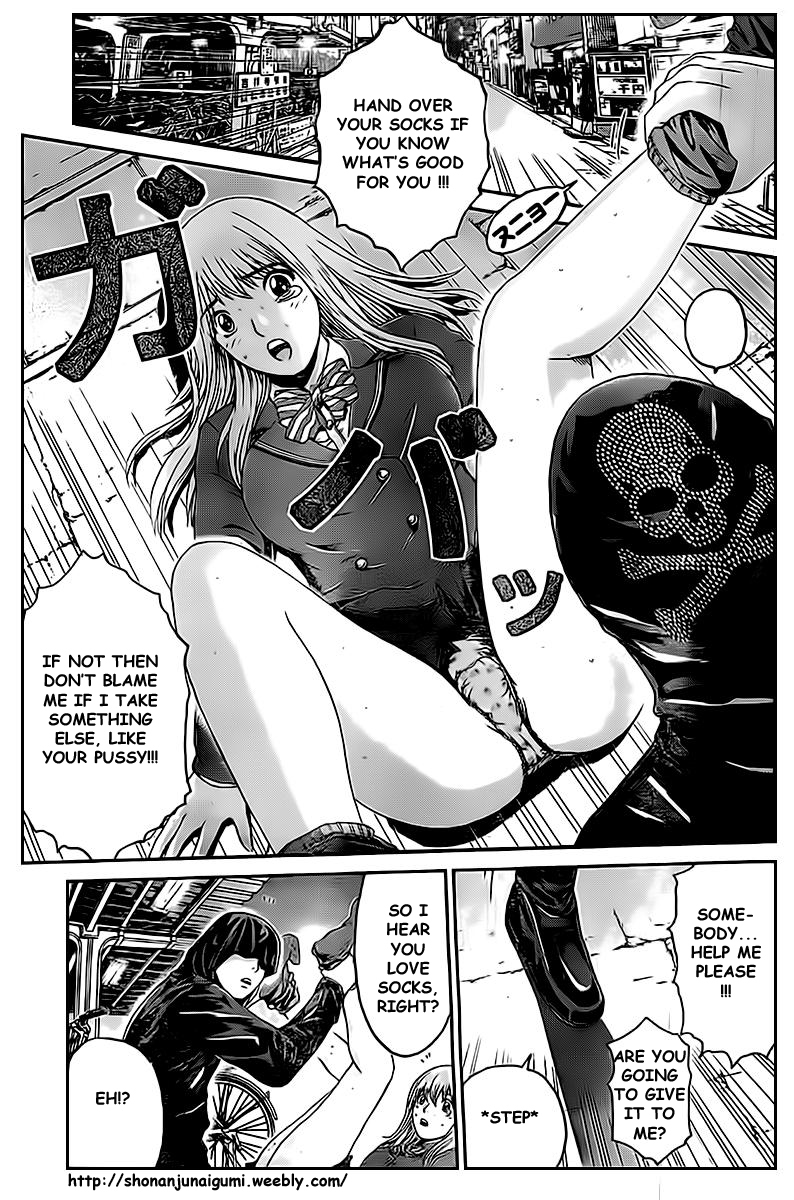 HAND OVER
YOUR SOCKS IF
YOU KNOW
WHAT'S GOOD
FOR YOU !!!
スニョー
ガ
バッ
IF NOT THEN
DON'T BLAME
ME IF I TAKE
SOMETHING
ELSE, LIKE
YOUR PUSSY!!!
SOME-
BODY...
HELP ME
PLEASE
!!!
ARE YOU
GOING
TO GIVE
IT TO
ME?
*STEP*
SO I
HEAR
YOU
LOVE
SOCKS,
RIGHT?
EH!?
http://shonanjunaigumi.weebly.com/